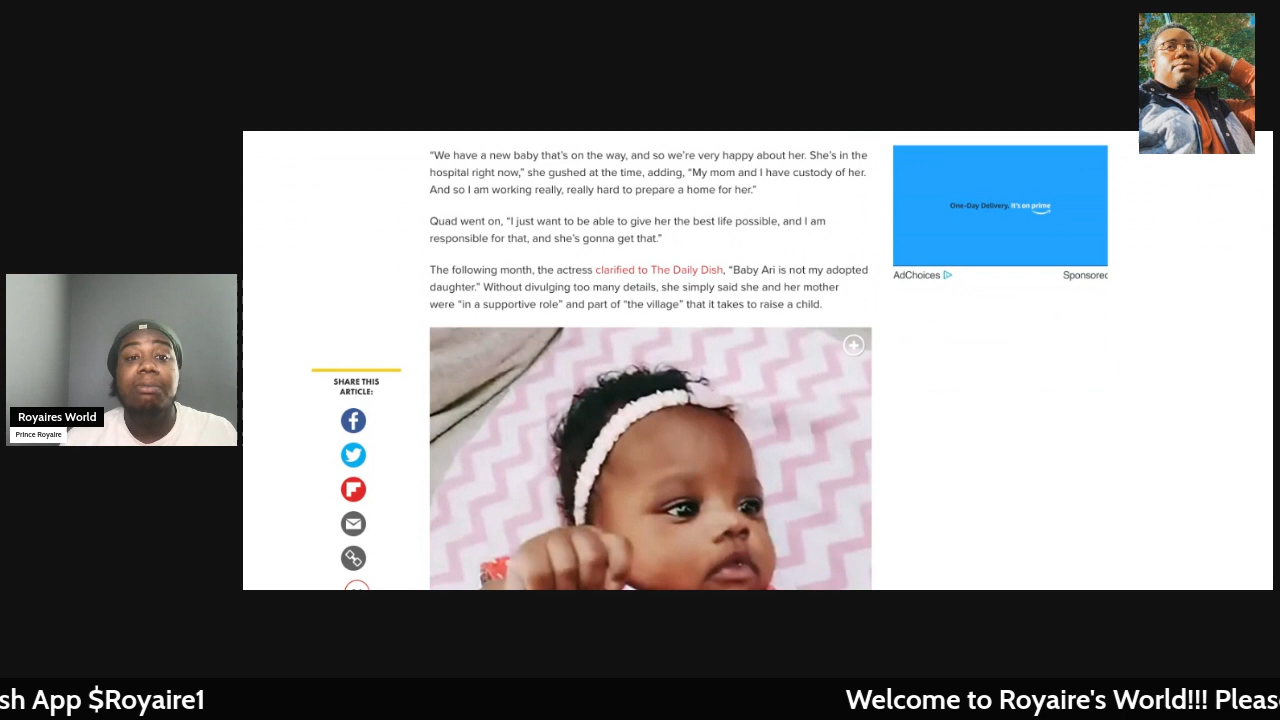 “We have a new baby that’s on the way, and so we’re very happy about her. She’s in the
hospital right now,” she gushed at the time, adding, “My mom and I have custody of her.
And so I am working really, really hard to prepare a home for her.”
Quad went on, “I just want to be able to give her the best life possible, and I am
responsible for that, and she’s gonna get that.”
The following month, the actress clarified to The Daily Dish, “Baby Ari is not my adopted
daughter.” Without divulging too many details, she simply said she and her mother
were “in a supportive role” and part of “the village” that it takes to raise a child.
One-Day Delivery. It's on prime
AdChoices
Sponsored
SHARE THIS
ARTICLE:
Royaires World
Prince Royaire
sh App $Royaire1
Welcome to Royaire's World!!! Pleas